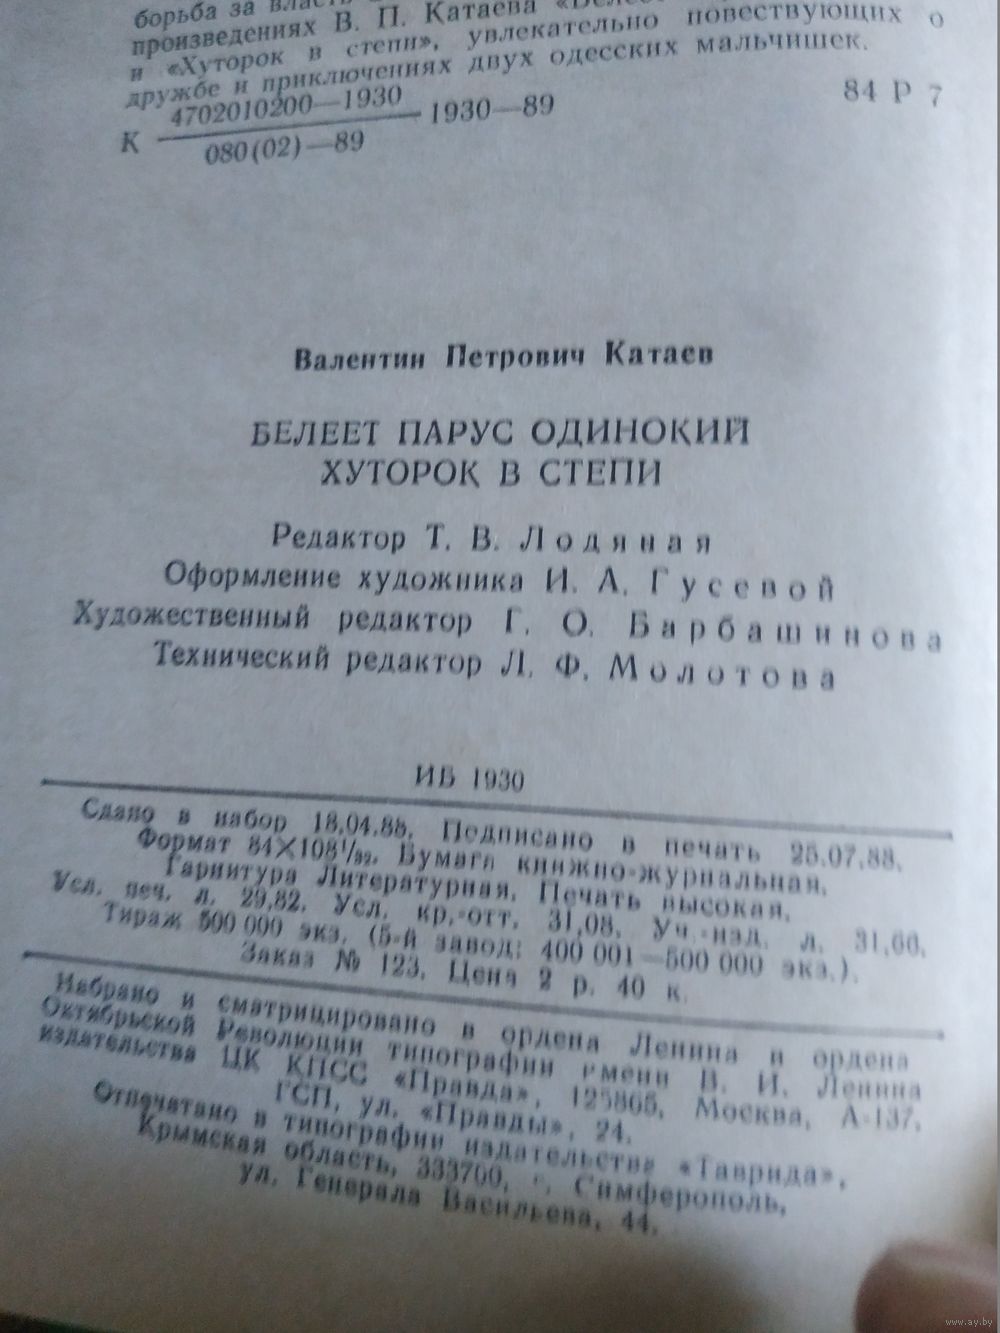 борьба за власть
произведениях В. П. Катаева
и «Хуторок в степи», увлекательно повествующих о
дружбе и приключениях двух одесских мальчишек.
К 4702010200—1930
080(02)—89
1930—89
84 Р 7
Валентин Петрович Катаев
БЕЛЕЕТ ПАРУС ОДИНОКИЙ
ХУТОРОК В СТЕПИ
Редактор Т. В. Лодяная
Оформление художника И. А. Гусевой
Художественный редактор Г. О. Барбашинова
Технический редактор Л. Ф. Молотова
ИБ 1930
Сдано в набор 18.04.88. Подписано в печать 25.07.88.
Формат 84×108¹/₃₂. Бумага книжно-журнальная.
Гарнитура Литературная. Печать высокая.
Усл. печ. л. 29,82. Усл. кр.-отт. 31,08. Уч.-изд. л. 31,66.
Тираж 500 000 экз. (5-й завод: 400 001—500 000 экз.).
Заказ № 123. Цена 2 р. 40 к.
Набрано и сматрицировано в ордена Ленина и ордена
Октябрьской Революции типографии имени В. И. Ленина
издательства ЦК КПСС «Правда», 125865, Москва, А-137,
ГСП, ул. «Правды», 24.
Отпечатано в типографии издательства «Таврида»,
Крымская область, 333700, г. Симферополь,
ул. Генерала Васильева, 44.
www.ay.by